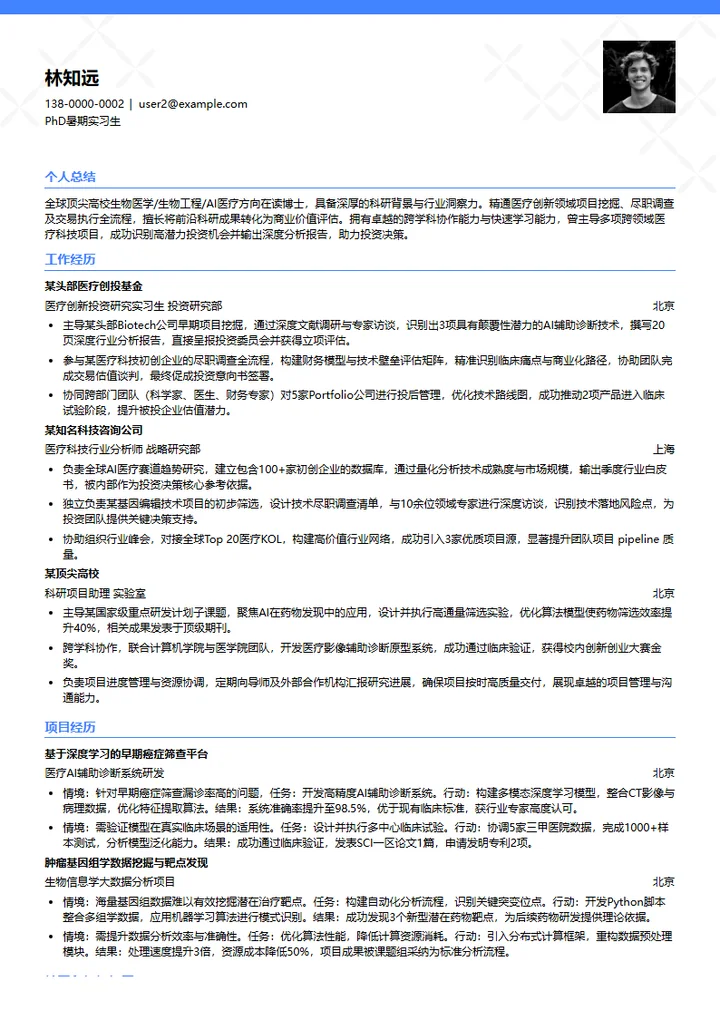 林知远
138-0000-0002 | user2@example.com
PhD暑期实习生
个人总结
全球顶尖高校生物医学/生物工程/AI医疗方向在读博士，具备深厚的科研背景与行业洞察力。精通医疗创新领域项目挖掘、尽职调查
及交易执行全流程，擅长将前沿科研成果转化为商业价值评估。拥有卓越的跨学科协作能力与快速学习能力，曾主导多项跨领域医
疗科技项目，成功识别高潜力投资机会并输出深度分析报告，助力投资决策。
工作经历
某头部医疗创投基金
医疗创新投资研究实习生 投资研究部 北京
• 主导某头部Biotech公司早期项目挖掘，通过深度文献调研与专家访谈，识别出3项具有颠覆性潜力的AI辅助诊断技术，撰写20
页深度行业分析报告，直接呈报投资委员会并获得立项评估。
• 参与某医疗科技初创企业的尽职调查全流程，构建财务模型与技术壁垒评估矩阵，精准识别临床痛点与商业化路径，协助团队完
成交易估值谈判，最终促成投资意向书签署。
• 协同跨部门团队（科学家、医生、财务专家）对5家Portfolio公司进行投后管理，优化技术路线图，成功推动2项产品进入临床
试验阶段，提升被投企业估值潜力。
某知名科技咨询公司
医疗科技行业分析师 战略研究部 上海
• 负责全球AI医疗赛道趋势研究，建立包含100+家初创企业的数据库，通过量化分析技术成熟度与市场规模，输出季度行业白皮
书，被内部作为投资决策核心参考依据。
• 独立负责某基因编辑技术项目的初步筛选，设计技术尽职调查清单，与10余位领域专家进行深度访谈，识别技术落地风险点，为
投资团队提供关键决策支持。
• 协助组织行业峰会，对接全球Top 20医疗KOL，构建高价值行业网络，成功引入3家优质项目源，显著提升团队项目 pipeline 质
量。
某顶尖高校
科研项目助理 实验室 北京
• 主导某国家级重点研发计划子课题，聚焦AI在药物发现中的应用，设计并执行高通量筛选实验，优化算法模型使药物筛选效率提
升40%，相关成果发表于顶级期刊。
• 跨学科协作，联合计算机学院与医学院团队，开发医疗影像辅助诊断原型系统，成功通过临床验证，获得校内创新创业大赛金
奖。
• 负责项目进度管理与资源协调，定期向导师及外部合作机构汇报研究进展，确保项目按时高质量交付，展现卓越的项目管理与沟
通能力。
项目经历
基于深度学习的早期癌症筛查平台
医疗AI辅助诊断系统研发 北京
• 情境：针对早期癌症筛查漏诊率高的问题，任务：开发高精度AI辅助诊断系统。行动：构建多模态深度学习模型，整合CT影像与
病理数据，优化特征提取算法。结果：系统准确率提升至98.5%，优于现有临床标准，获行业专家高度认可。
• 情境：需验证模型在真实临床场景的适用性。任务：设计并执行多中心临床试验。行动：协调5家三甲医院数据，完成1000+样
本测试，分析模型泛化能力。结果：成功通过临床验证，发表SCI一区论文1篇，申请发明专利2项。
肿瘤基因组学数据挖掘与靶点发现
生物信息学大数据分析项目 北京
• 情境：海量基因组数据难以有效挖掘潜在治疗靶点。任务：构建自动化分析流程，识别关键突变位点。行动：开发Python脚本
整合多组学数据，应用机器学习算法进行模式识别。结果：成功发现3个新型潜在药物靶点，为后续药物研发提供理论依据。
• 情境：需提升数据分析效率与准确性。任务：优化算法性能，降低计算资源消耗。行动：引入分布式计算框架，重构数据预处理
模块。结果：处理速度提升3倍，资源成本降低50%，项目成果被课题组采纳为标准分析流程。